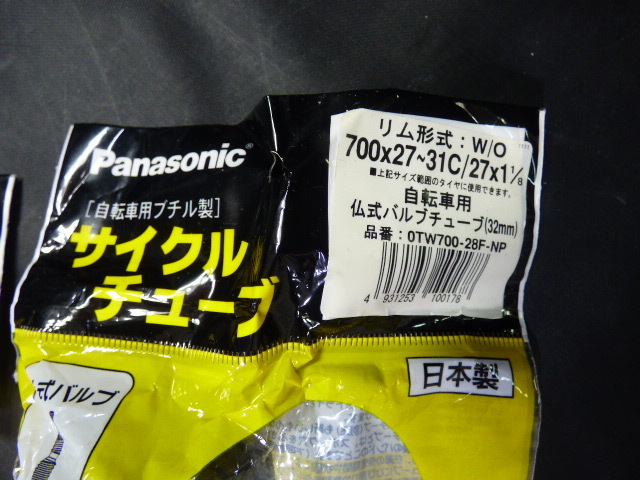 Panasonic
[自転車用ブチル製]
サイクル
チューブ
リム形式：W/O
700x27~31C/27x1 1/8
■上記サイズ範囲のタイヤに使用できます。
自転車用
仏式バルブチューブ(32mm)
品番：0TW700-28F-NP
4 931253 100178
日本製
式バルブ